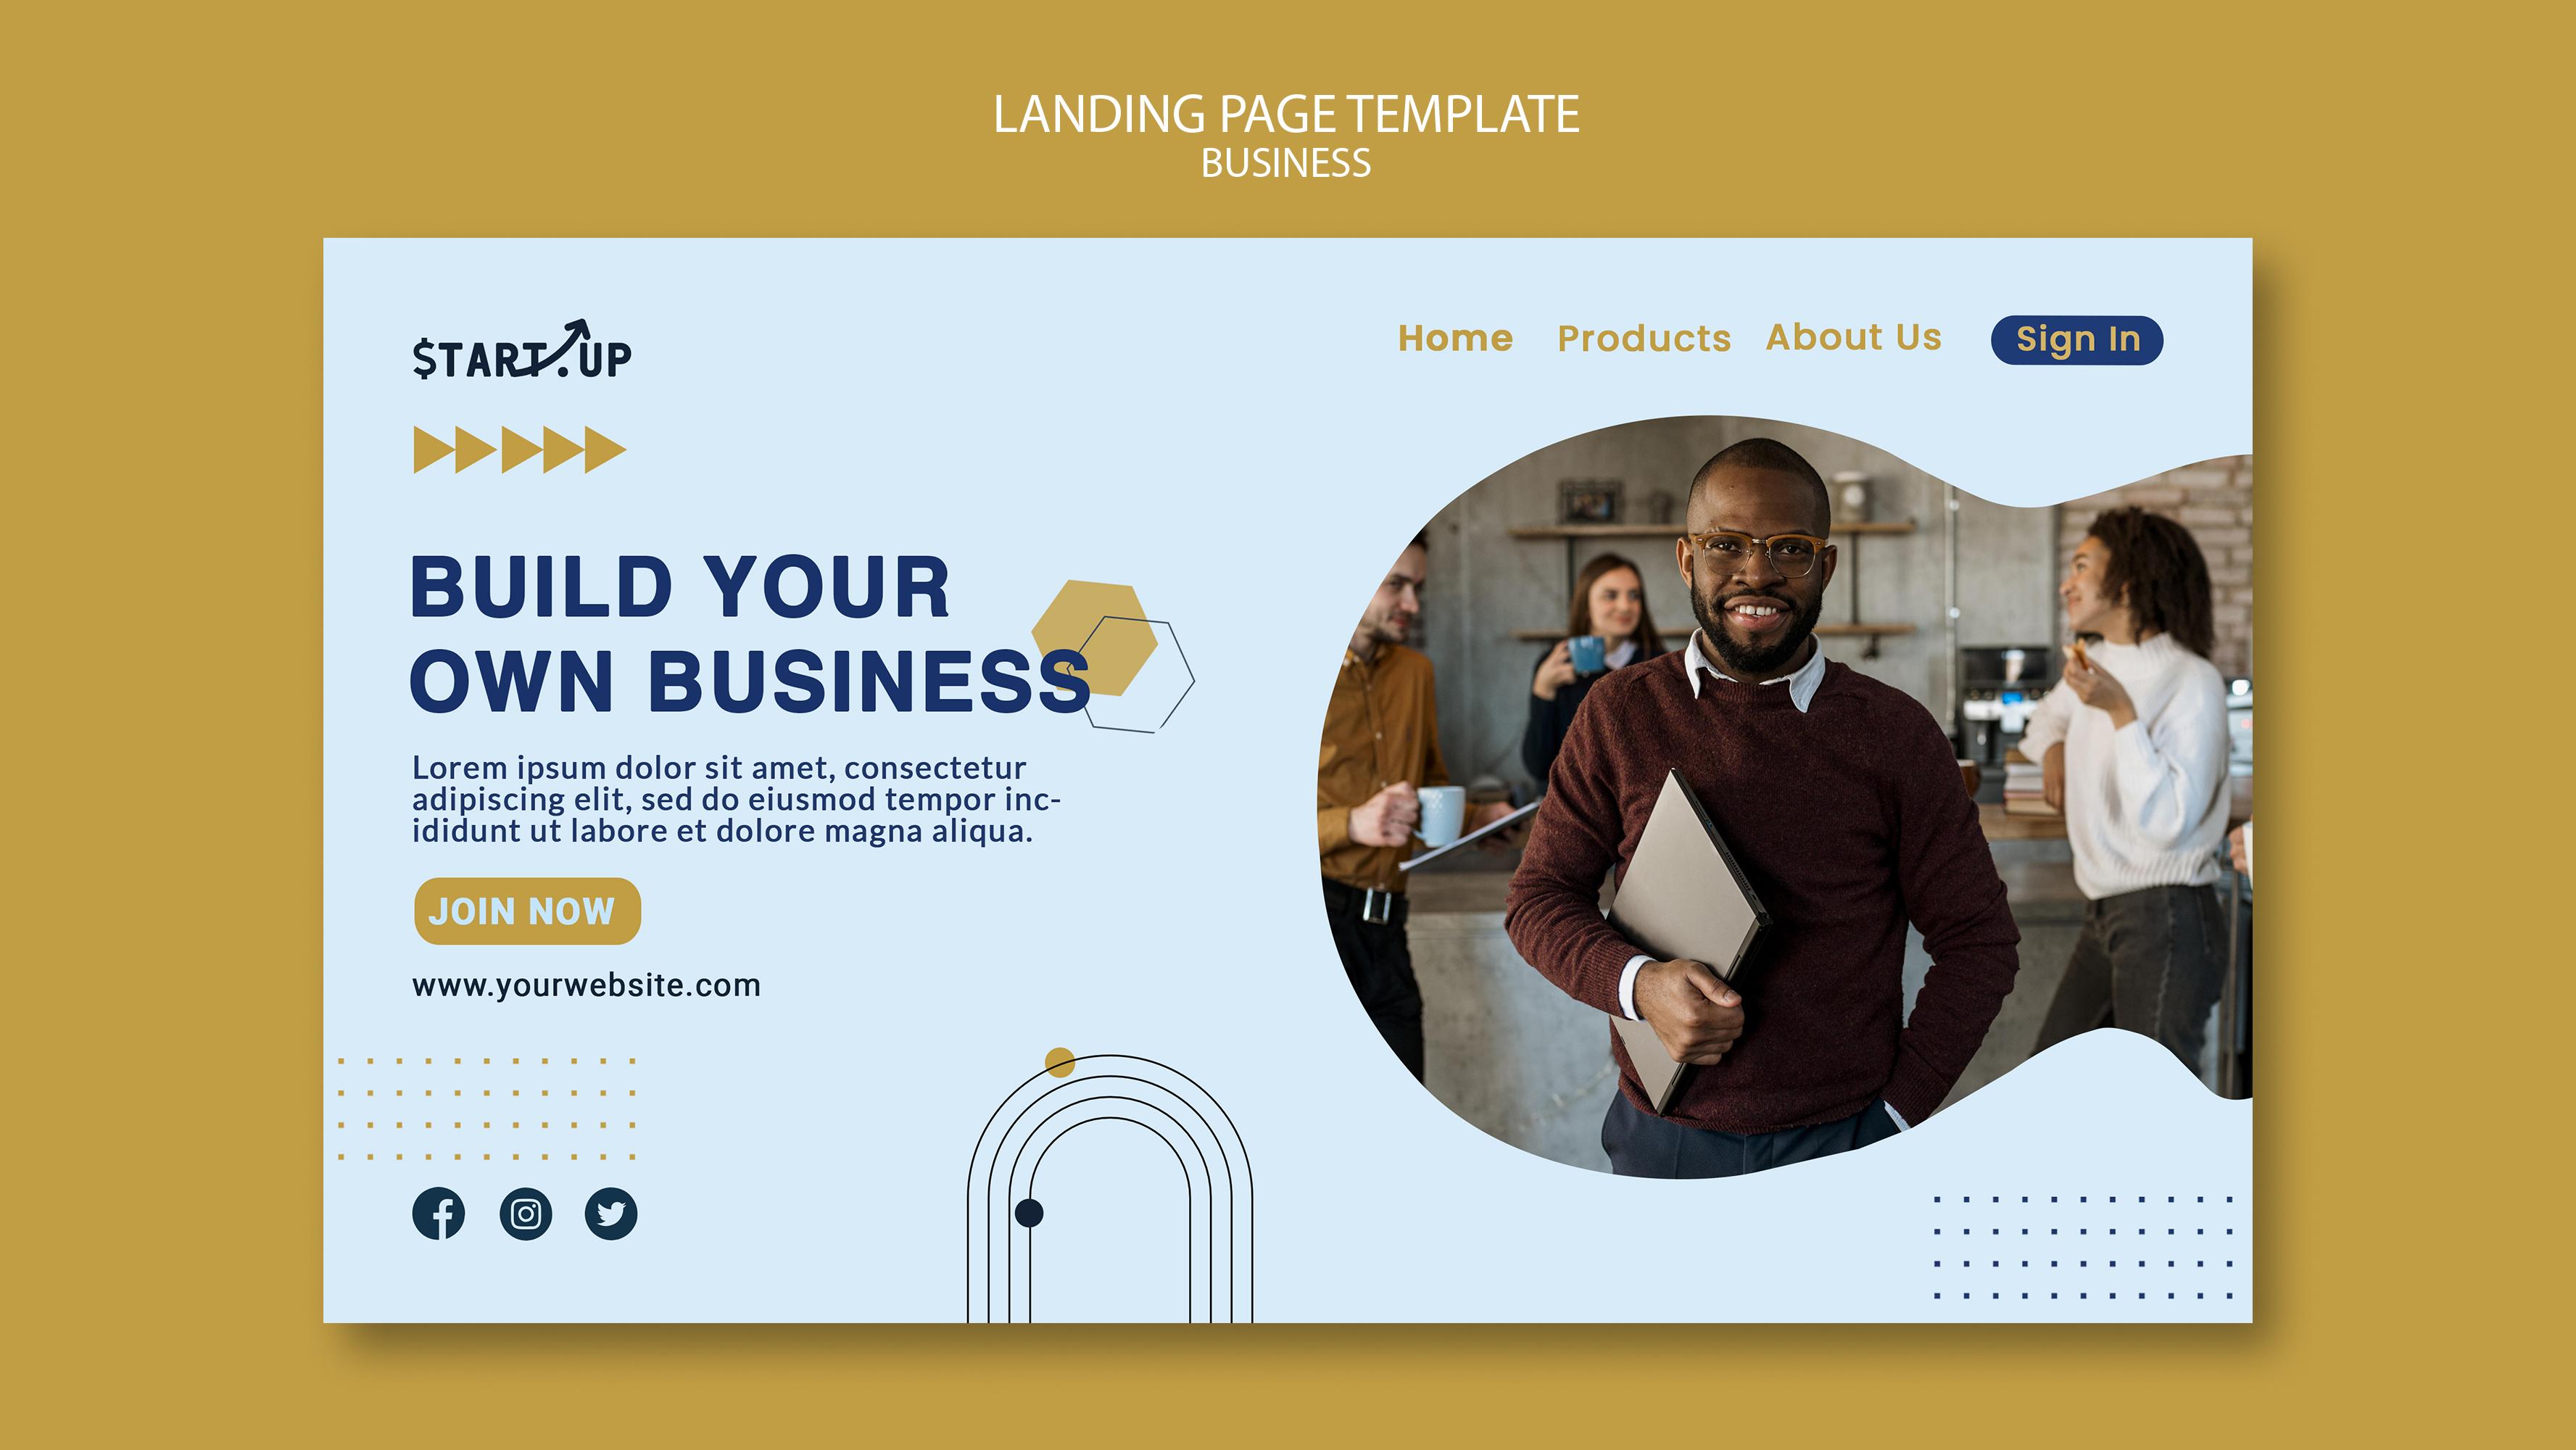 LANDING PAGE TEMPLATE
BUSINESS
$TART.UP
Home Products About Us Sign In
BUILD YOUR
OWN BUSINESS
Lorem ipsum dolor sit amet, consectetur
adipiscing elit, sed do eiusmod tempor inc-
ididunt ut labore et dolore magna aliqua.
JOIN NOW
www.yourwebsite.com